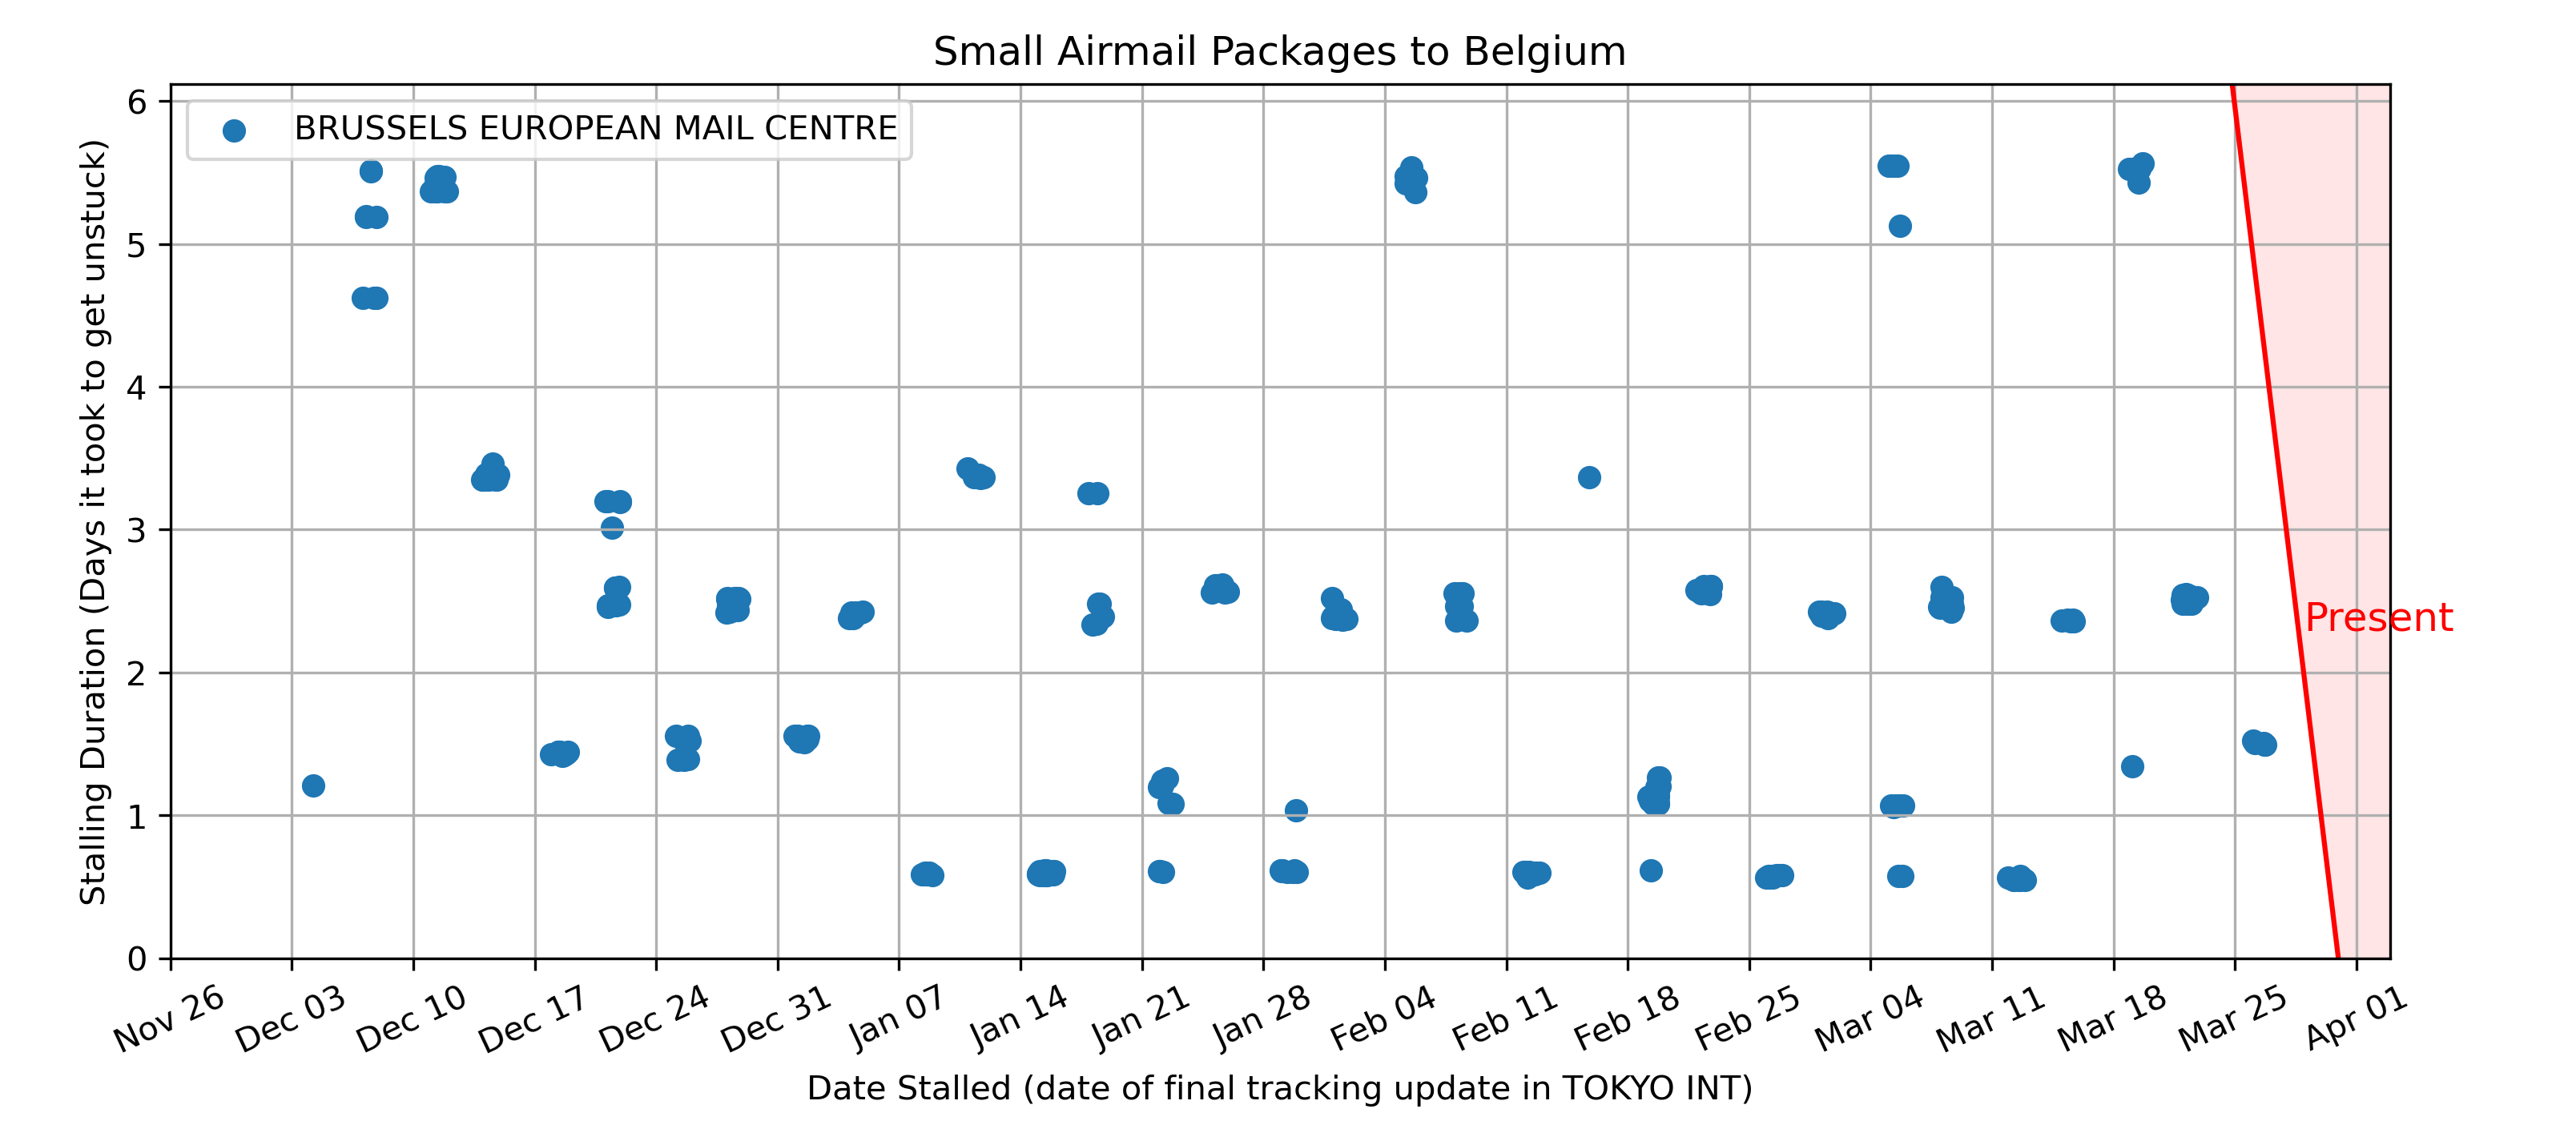 Small Airmail Packages to Belgium
BRUSSELS EUROPEAN MAIL CENTRE
Stalling Duration (Days it took to get unstuck)
6
5
4
3
2
1
0
Present
Nov 26
Dec 03
Dec 10
Dec 17
Dec 24
Dec 31
Jan 07
Jan 14
Jan 21
Jan 28
Feb 04
Feb 11
Feb 18
Feb 25
Mar 04
Mar 11
Mar 18
Mar 25
Apr 01
Date Stalled (date of final tracking update in TOKYO INT)